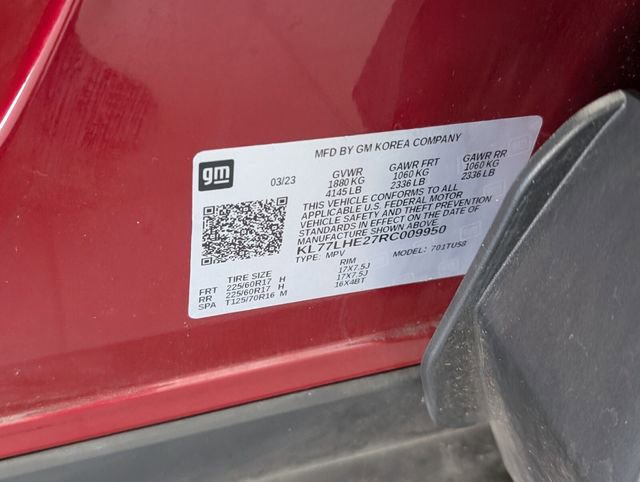 MFD BY GM KOREA COMPANY
gm 03/23 GVWR GAWR FRT GAWR RR
1880 KG 1060 KG 1060 KG
4145 LB 2336 LB 2336 LB
THIS VEHICLE CONFORMS TO ALL
APPLICABLE U.S. FEDERAL MOTOR
VEHICLE SAFETY AND THEFT PREVENTION
STANDARDS IN EFFECT ON THE DATE OF
MANUFACTURE SHOWN ABOVE.
KL77LHE27RC009950
TYPE: MPV MODEL: 701TUS8
TIRE SIZE RIM
FRT 225/60R17 H 17X7.5J
RR 225/60R17 H 17X7.5J
SPA T125/70R16 M 16X4BT